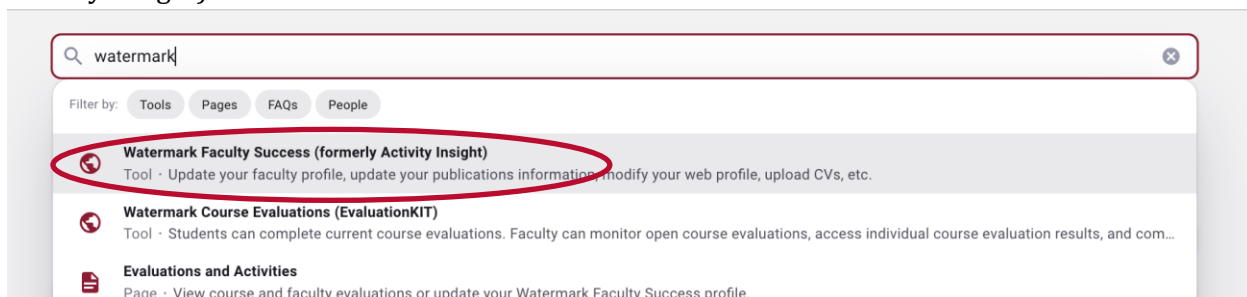 watermark
Filter by: Tools Pages FAQs People
Watermark Faculty Success (formerly Activity Insight)
Tool · Update your faculty profile, update your publications information, modify your web profile, upload CVs, etc.
Watermark Course Evaluations (EvaluationKIT)
Tool · Students can complete current course evaluations. Faculty can monitor open course evaluations, access individual course evaluation results, and com...
Evaluations and Activities
Page · View course and faculty evaluations or update your Watermark Faculty Success profile.